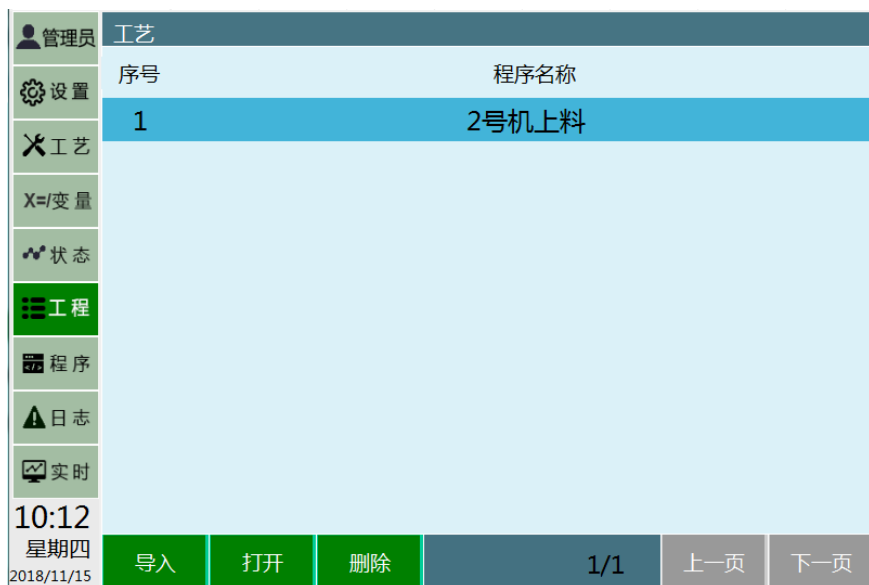 管理员
设置
工艺
X=/变量
状态
工程
程序
日志
实时
10:12
星期四
2018/11/15
工艺
序号 程序名称
1 2号机上料
导入 打开 删除 1/1 上一页 下一页